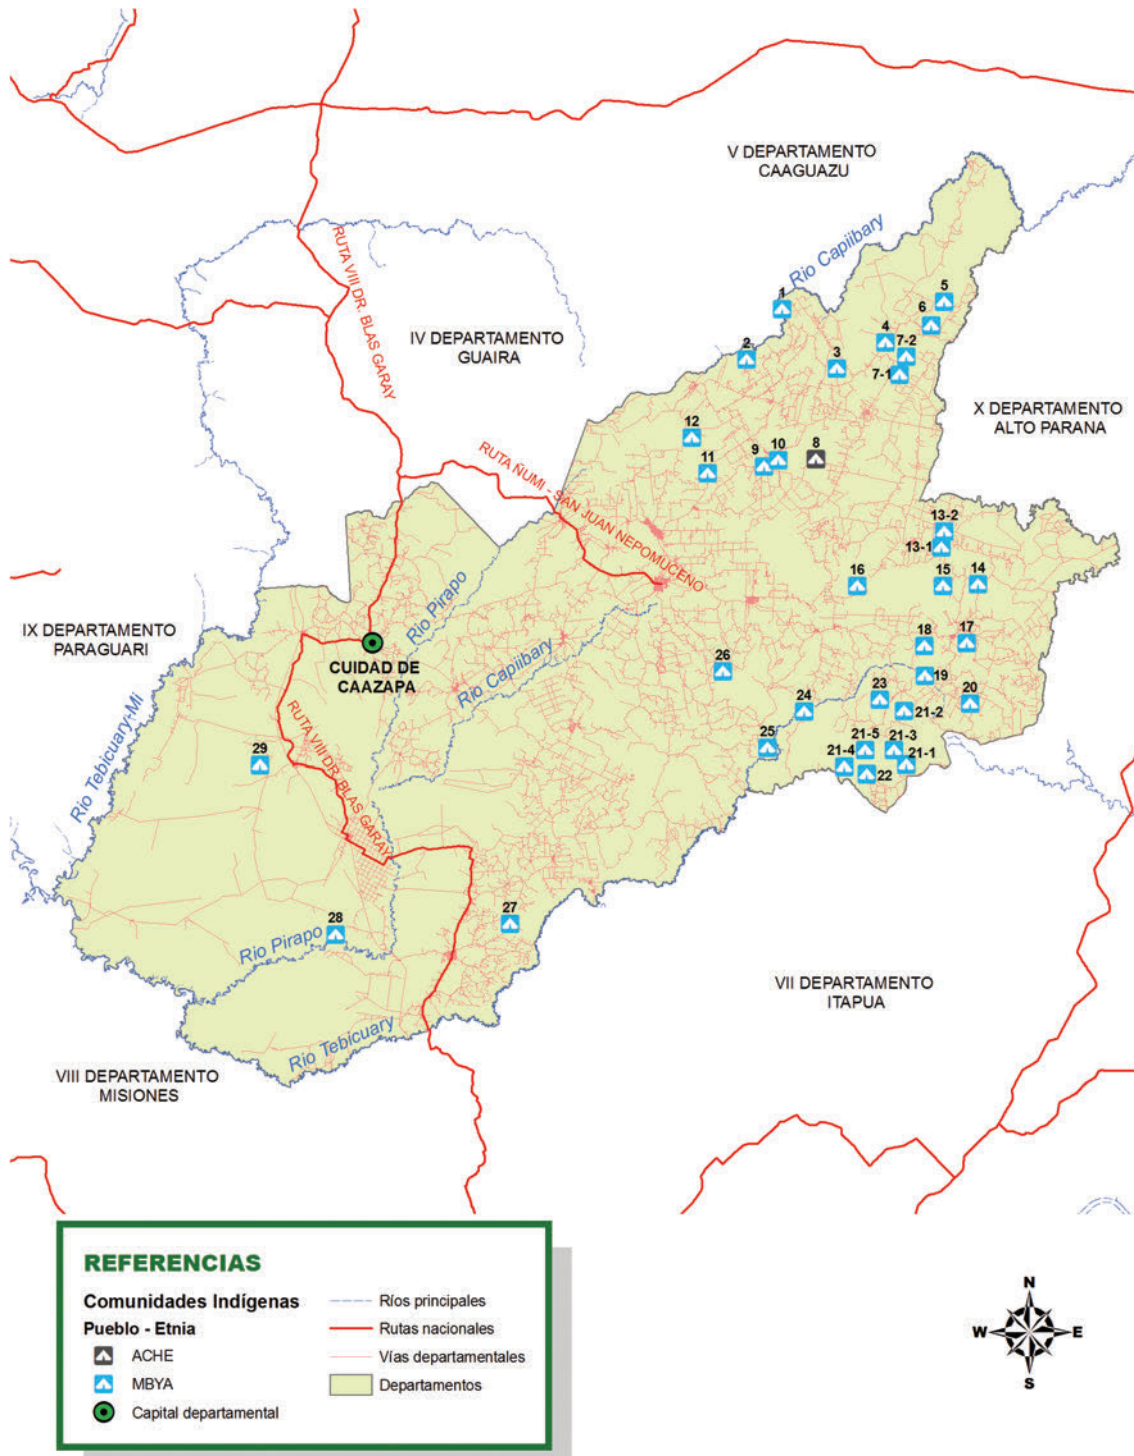 V DEPARTAMENTO
CAAGUAZU
Rio Capiibary
RUTA VIII DR. BLAS GARAY
IV DEPARTAMENTO
GUAIRA
1
2
3
4
5
6
7-2
7-1
X DEPARTAMENTO
ALTO PARANA
12
11
9
10
8
RUTA ÑUMI - SAN JUAN NEPOMUCENO
13-2
13-1
16
15
14
Rio Pirapo
IX DEPARTAMENTO
PARAGUARI
CUIDAD DE
CAAZAPA
Rio Capiibary
18
17
26
19
23
20
24
21-2
Rio Tebicuary-Mi
RUTA VIII DR BLAS GARAY
29
25
21-5
21-3
21-4
21-1
22
28
27
Rio Pirapo
VII DEPARTAMENTO
ITAPUA
Rio Tebicuary
VIII DEPARTAMENTO
MISIONES
REFERENCIAS
Comunidades Indígenas
Pueblo - Etnia
ACHE
MBYA
Capital departamental
Ríos principales
Rutas nacionales
Vías departamentales
Departamentos
N
W
E
S